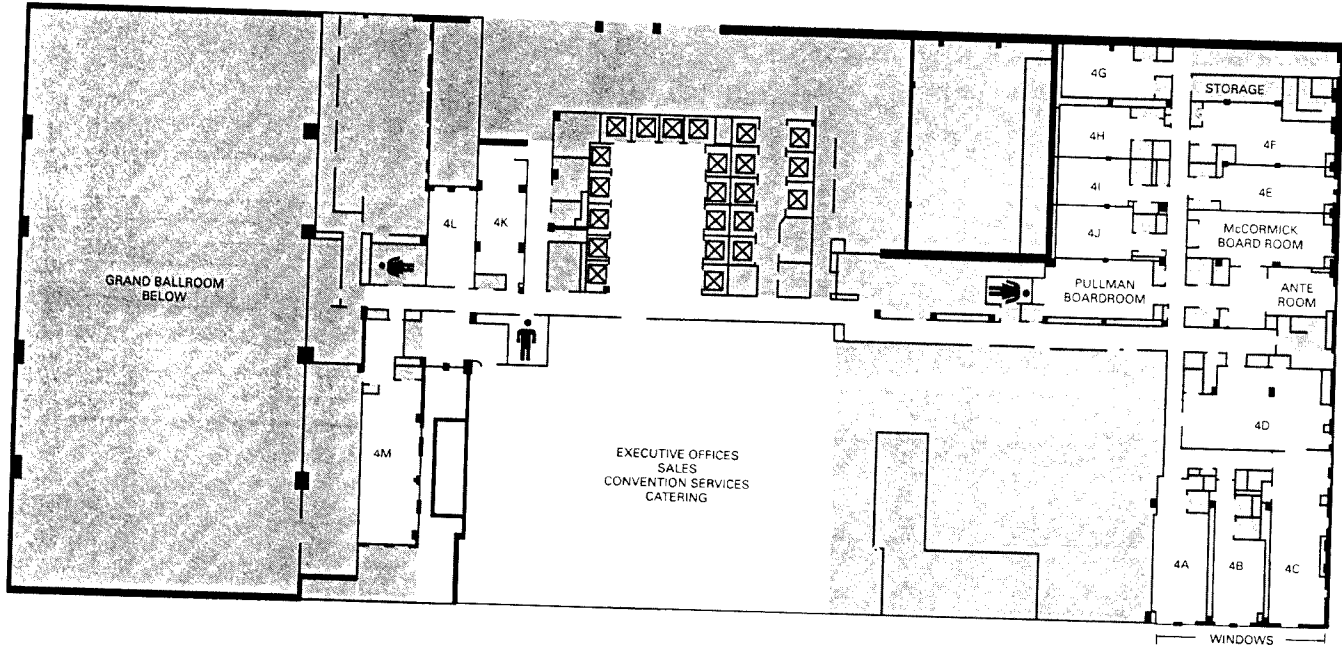 4G
STORAGE
4H
4F
4I
4E
4L
4K
4J
McCORMICK
BOARD ROOM
GRAND BALLROOM
BELOW
PULLMAN
BOARDROOM
ANTE
ROOM
4D
4M
EXECUTIVE OFFICES
SALES
CONVENTION SERVICES
CATERING
4A
4B
4C
WINDOWS